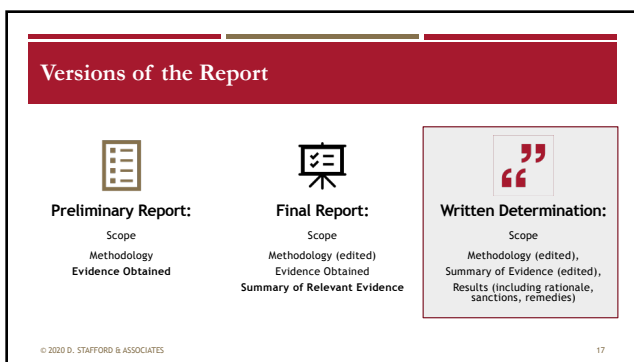 Versions of the Report
Preliminary Report:
Scope
Methodology
Evidence Obtained
Final Report:
Scope
Methodology (edited)
Evidence Obtained
Summary of Relevant Evidence
Written Determination:
Scope
Methodology (edited),
Summary of Evidence (edited),
Results (including rationale,
sanctions, remedies)
© 2020 D. STAFFORD & ASSOCIATES
17